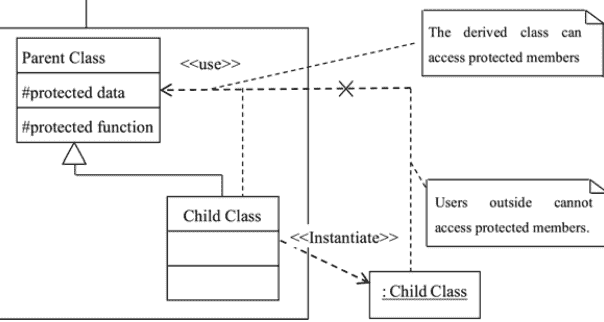 Parent Class
#protected data
#protected function
<<use>>
The derived class can
access protected members
Child Class
<<Instantiate>>
Users outside cannot
access protected members.
: Child Class